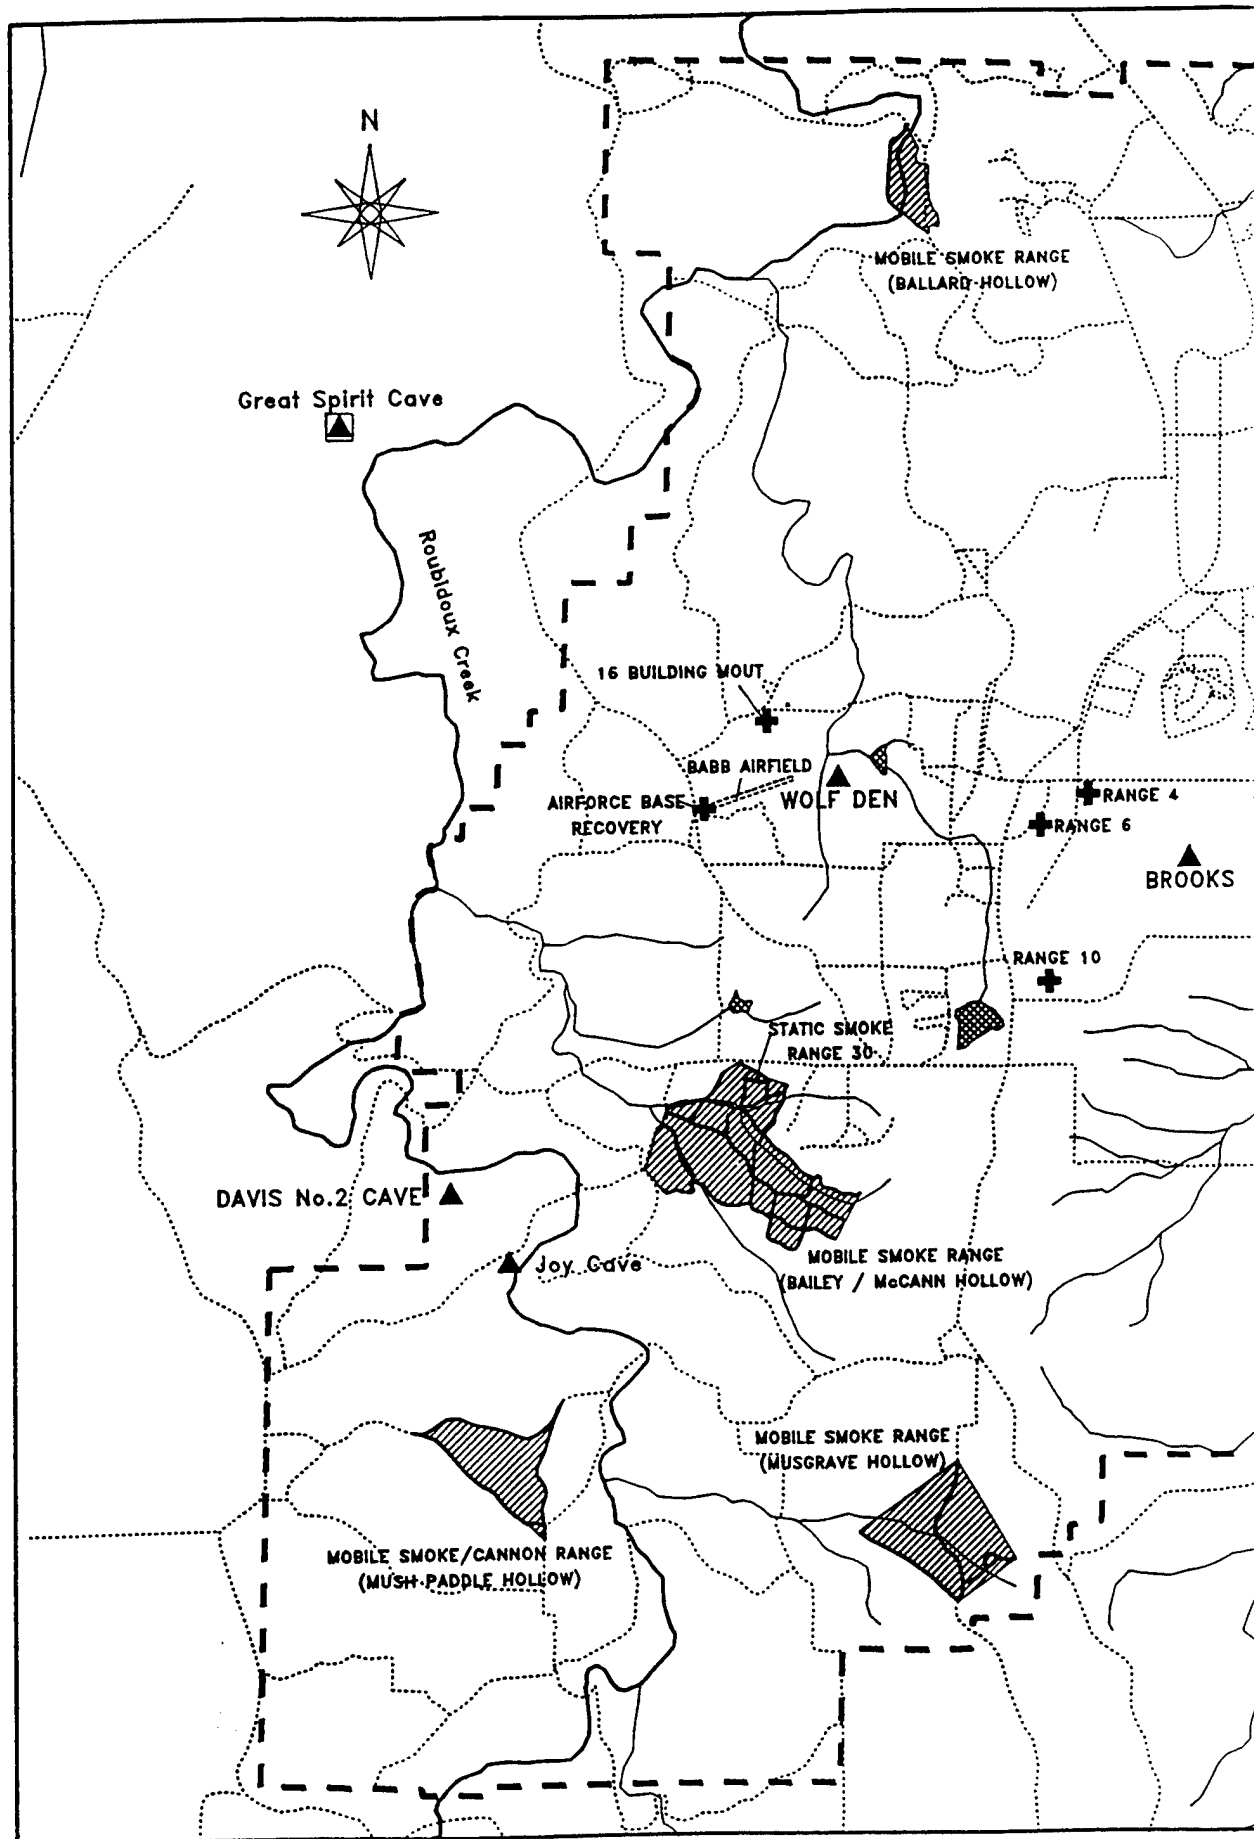 N
MOBILE SMOKE RANGE
(BALLARD HOLLOW)
Great Spirit Cave
Roubidoux Creek
16 BUILDING MOUT
BABB AIRFIELD
AIRFORCE BASE
RECOVERY
WOLF DEN
RANGE 4
RANGE 6
BROOKS
RANGE 10
STATIC SMOKE
RANGE 30
DAVIS No.2 CAVE
Joy Cave
MOBILE SMOKE RANGE
(BAILEY / McCANN HOLLOW)
MOBILE SMOKE RANGE
(MUSGRAVE HOLLOW)
MOBILE SMOKE/CANNON RANGE
(MUSH PADDLE HOLLOW)